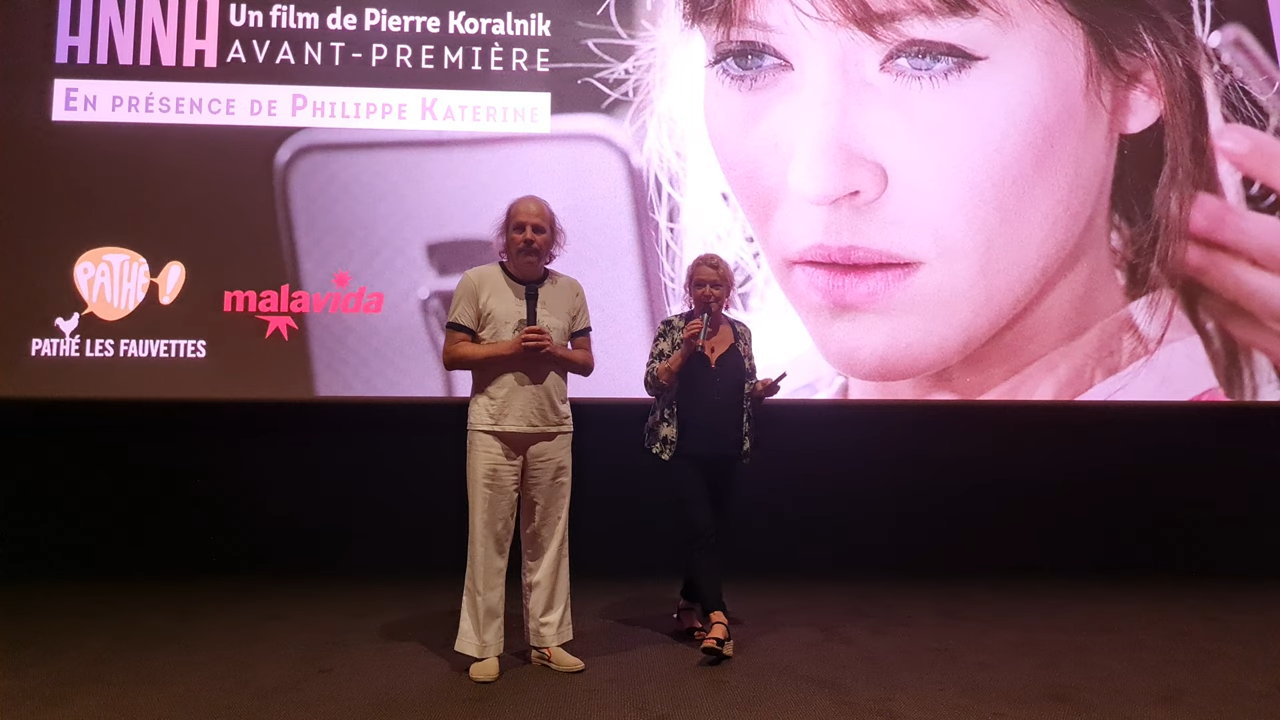 ANNA
Un film de Pierre Koralnik
AVANT-PREMIÈRE
En présence de Philippe Katerine
PATHÉ!
malavida
PATHÉ LES FAUVETTES